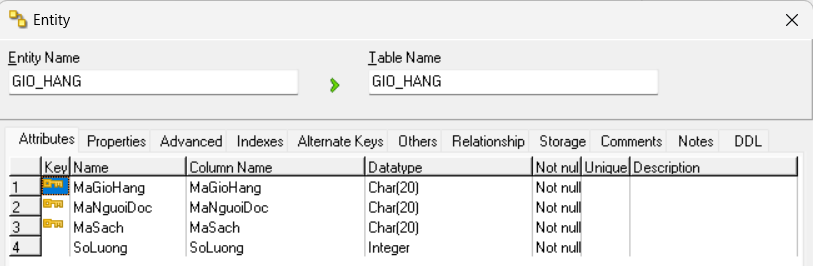 Entity
Entity Name Table Name
GIO_HANG GIO_HANG
Attributes Properties Advanced Indexes Alternate Keys Others Relationship Storage Comments Notes DDL
Key Name Column Name Datatype Not nul Unique Description
1 MaGioHang MaGioHang Char(20) Not null
2 MaNguoiDoc MaNguoiDoc Char(20) Not null
3 MaSach MaSach Char(20) Not null
4 SoLuong SoLuong Integer Not null